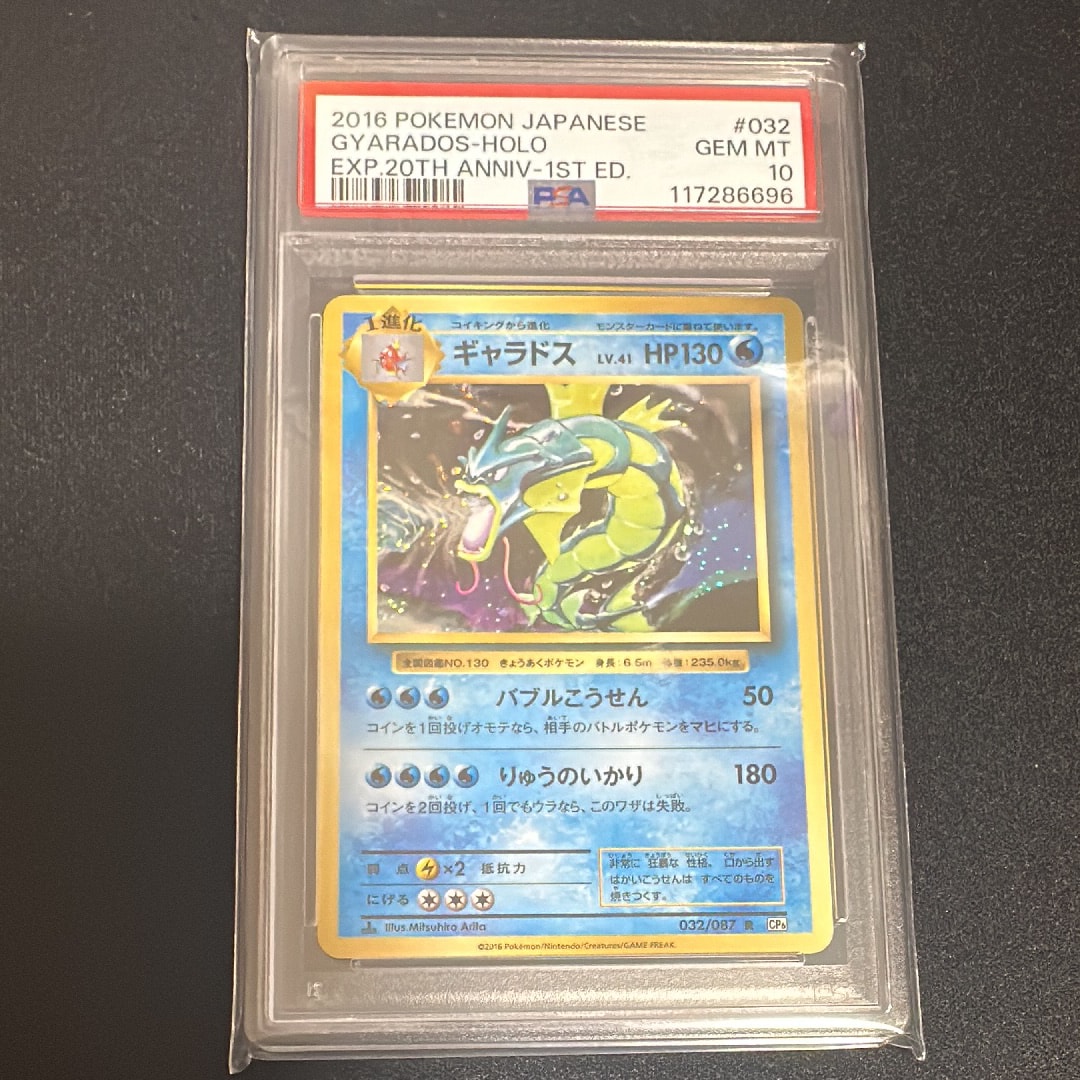 2016 POKEMON JAPANESE #032
GYARADOS-HOLO GEM MT
EXP.20TH ANNIV-1ST ED. 10
PSA 117286696
1進化 コイキングから進化 モンスターカードに重ねて使います。
ギャラドス LV.41 HP130
全国図鑑NO.130 きょうあくポケモン 身長:6.5m 体重:235.0kg
バブルこうせん 50
コインを1回投げオモテなら、相手のバトルポケモンをマヒにする。
りゅうのいかり 180
コインを2回投げ、1回でもウラなら、このワザは失敗。
弱点 ×2 抵抗力
にげる
非常に 狂暴な 性格。 口から出す
はかいこうせんは すべてのものを
焼きつくす。
Illus.Mitsuhiro Arita 032/087 R CP6
©2016 Pokémon/Nintendo/Creatures/GAME FREAK.